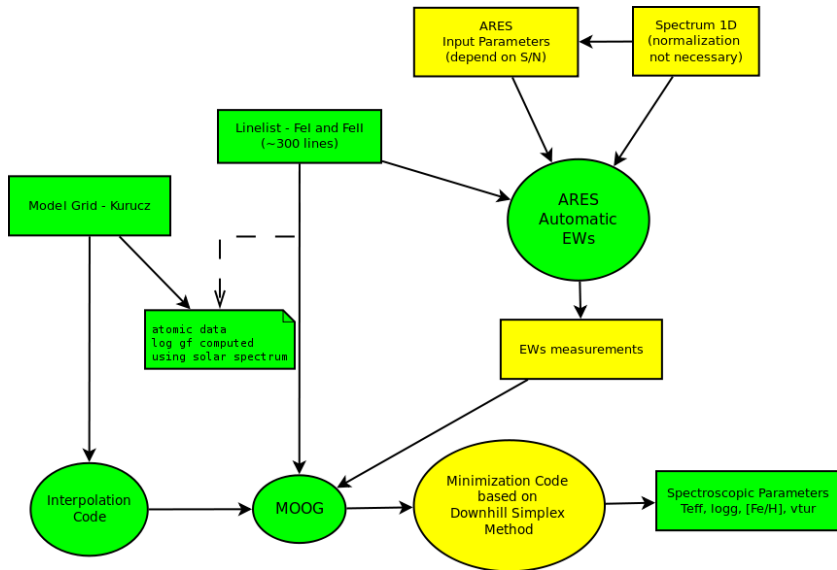 ARES
Input Parameters
(depend on S/N)
Spectrum 1D
(normalization
not necessary)
Linelist - FeI and FeII
(~300 lines)
Model Grid - Kurucz
ARES
Automatic
EWs
atomic data
log gf computed
using solar spectrum
EWs measurements
Interpolation
Code
MOOG
Minimization Code
based on
Downhill Simplex
Method
Spectroscopic Parameters
Teff, logg, [Fe/H], vtur